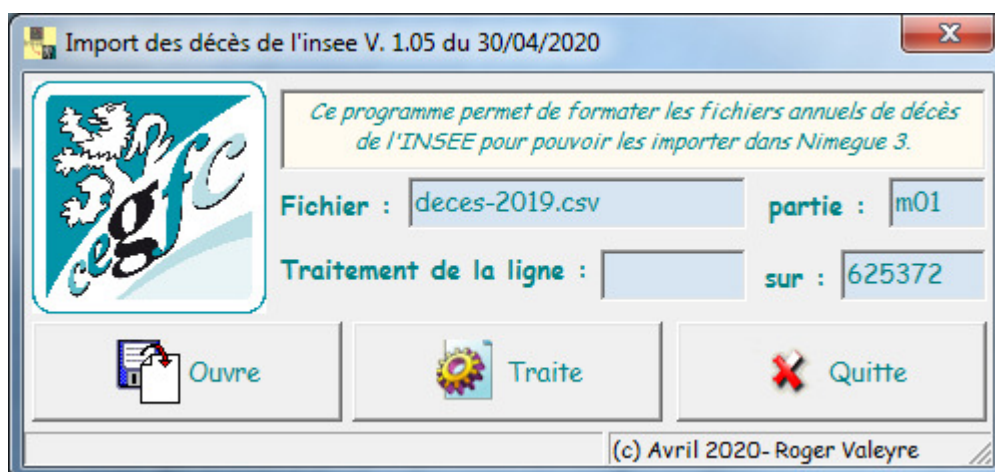 Import des décès de l'insee V. 1.05 du 30/04/2020
cegfc
Ce programme permet de formater les fichiers annuels de décès
de l'INSEE pour pouvoir les importer dans Nimegue 3.
Fichier : deces-2019.csv partie : m01
Traitement de la ligne : sur : 625372
Ouvre Traite Quitte
(c) Avril 2020- Roger Valeyre